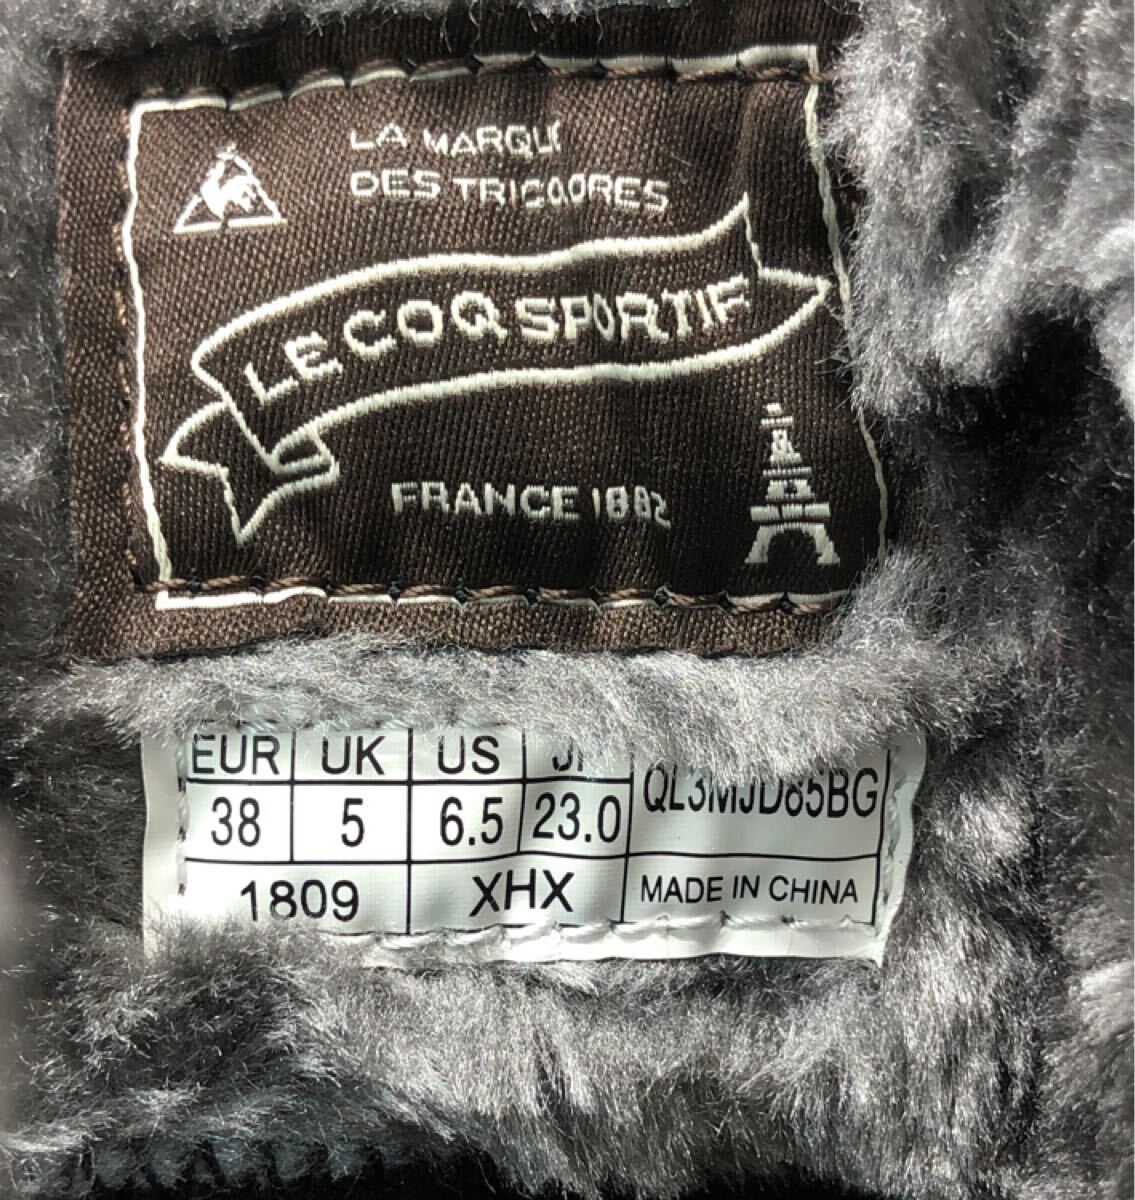 LA MARQUE
DES TRICOLORES
LE COQ SPORTIF
FRANCE 1882
EUR UK US
38 5 6.5 23.0 QL3MJD85BG
1809 XHX MADE IN CHINA